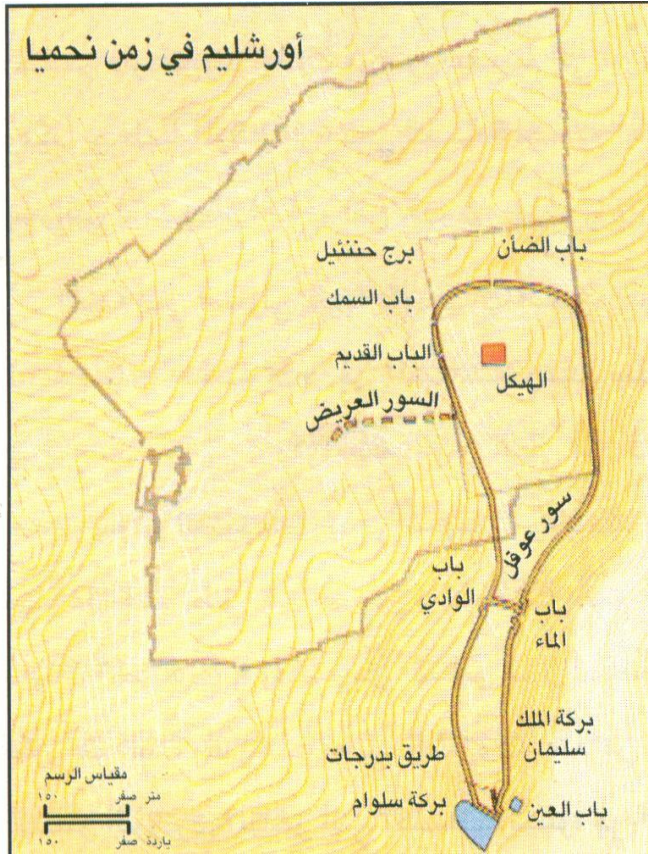 أورشليم في زمن نحميا
باب الضأن
برج حننئيل
باب السمك
الباب القديم
الهيكل
السور العريض
سور عوفل
باب
الوادي
باب
الماء
بركة الملك
سليمان
طريق بدرجات
بركة سلوام
باب العين
مقياس الرسم
متر صفر ١٥٠
ياردة صفر ١٥٠